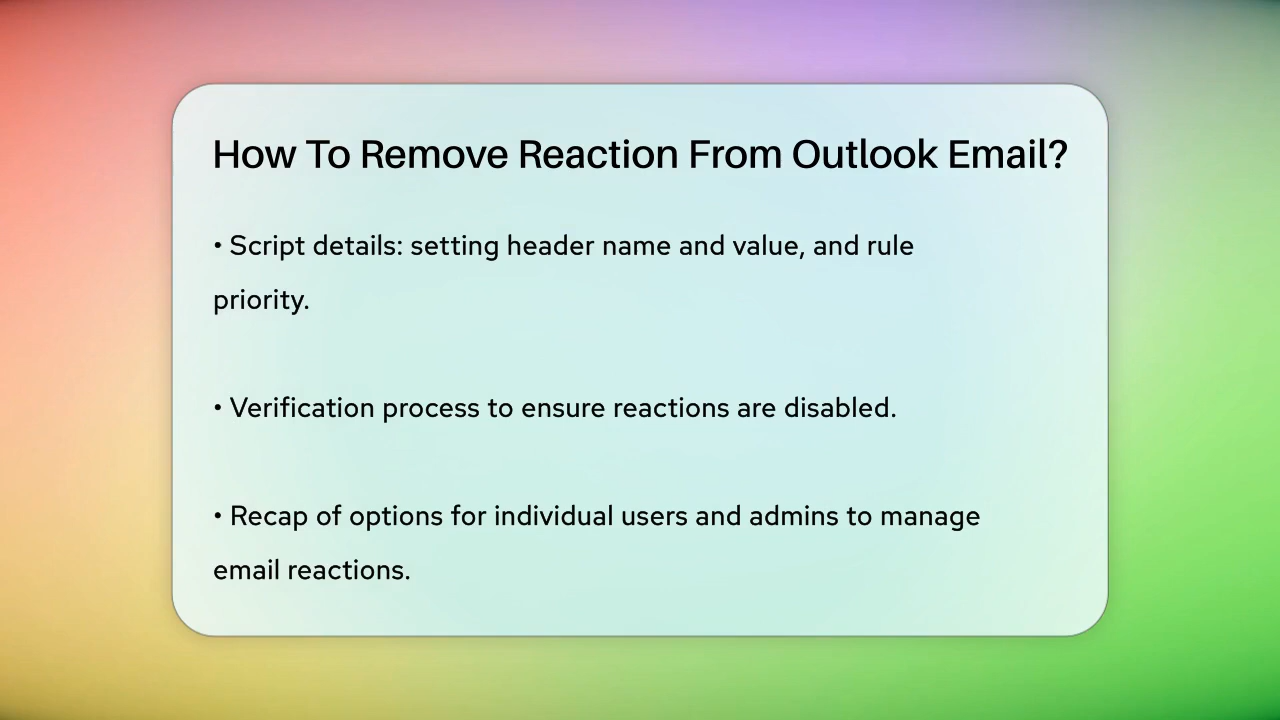 How To Remove Reaction From Outlook Email?
• Script details: setting header name and value, and rule
priority.
• Verification process to ensure reactions are disabled.
• Recap of options for individual users and admins to manage
email reactions.